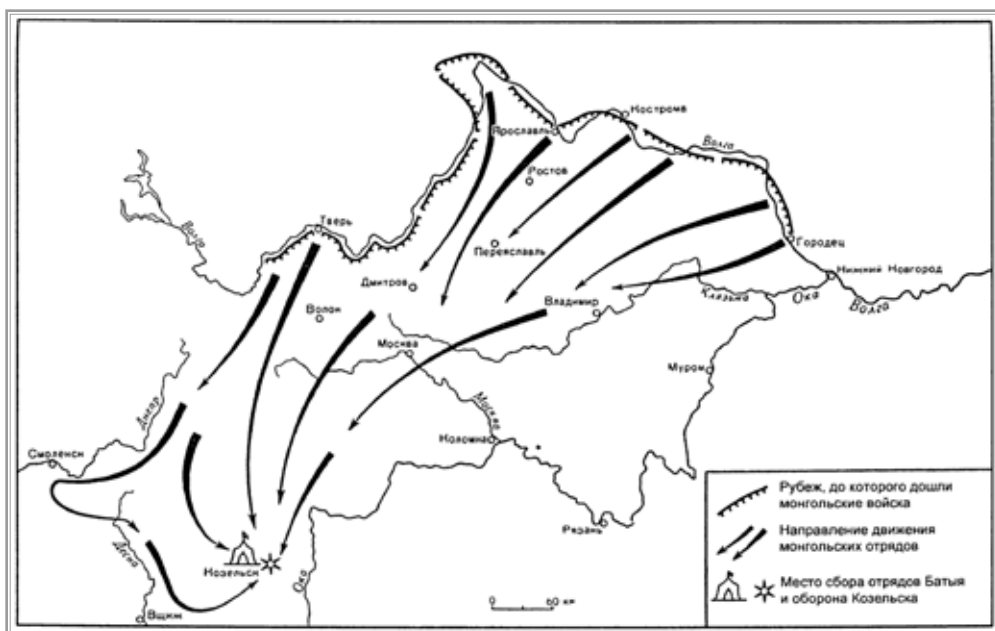 Кострома
Ярославль
Волга
Ростов
Тверь
Волга
Городец
Переяславль
Нижний Новгород
Дмитров
Клязьма
Ока
Волга
Владимир
Волок
Москва
Муром
Днепр
Москва
Коломна
Смоленск
Рубеж, до которого дошли
монгольские войска
Рязань
Направление движения
монгольских отрядов
Десна
Козельск
Ока
Место сбора отрядов Батыя
и оборона Козельска
Вщиж
0 60 км